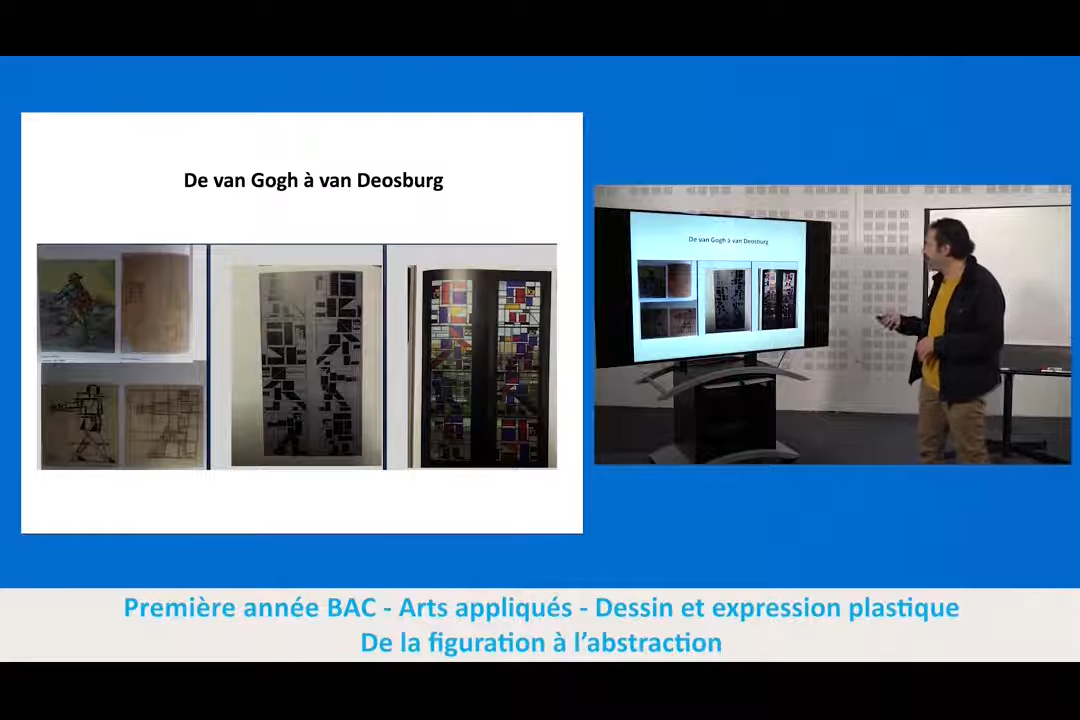 De van Gogh à van Deosburg
De van Gogh à van Deosburg
Première année BAC - Arts appliqués - Dessin et expression plastique
De la figuration à l’abstraction